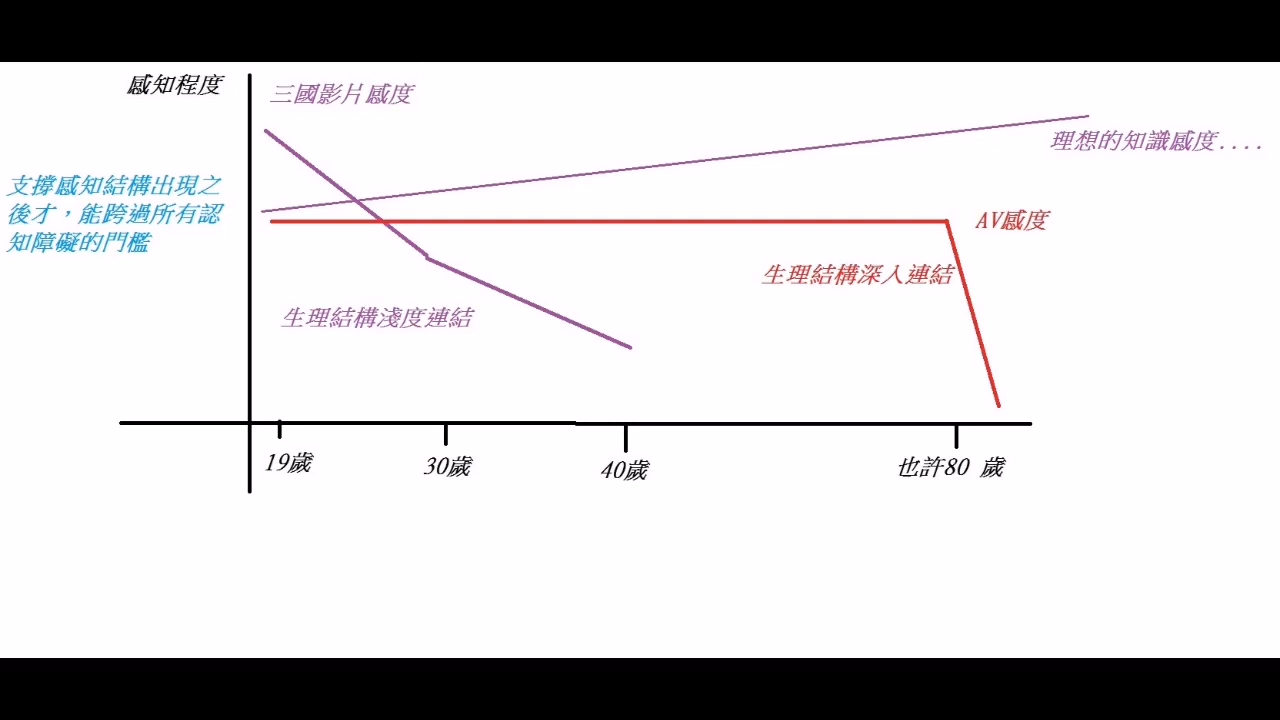 感知程度
三國影片感度
理想的知識感度....
支撐感知結構出現之
後才，能跨過所有認
知障礙的門檻
AV感度
生理結構深入連結
生理結構淺度連結
19歲
30歲
40歲
也許80 歲